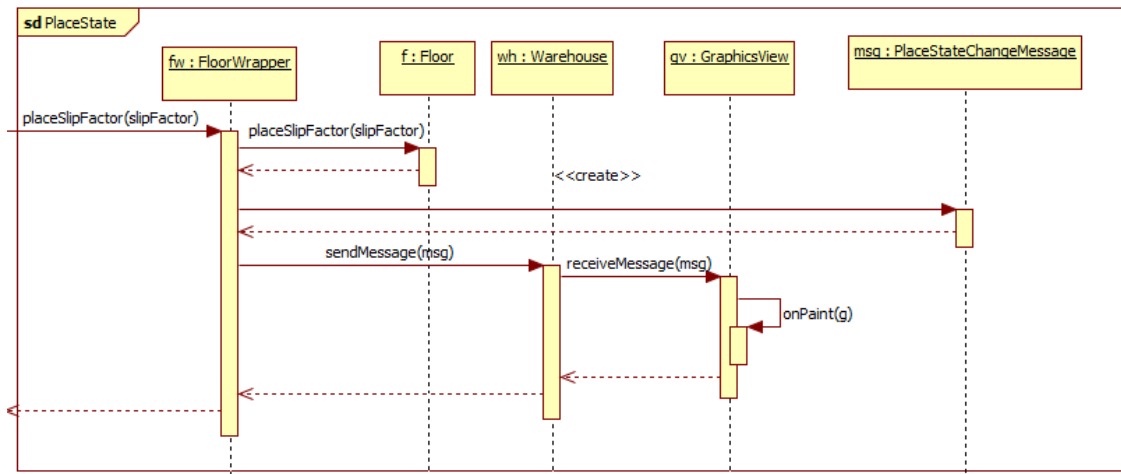 sd PlaceState
fw : FloorWrapper
f : Floor
wh : Warehouse
gv : GraphicsView
msg : PlaceStateChangeMessage
placeSlipFactor(slipFactor)
placeSlipFactor(slipFactor)
<<create>>
sendMessage(msg)
receiveMessage(msg)
onPaint(g)